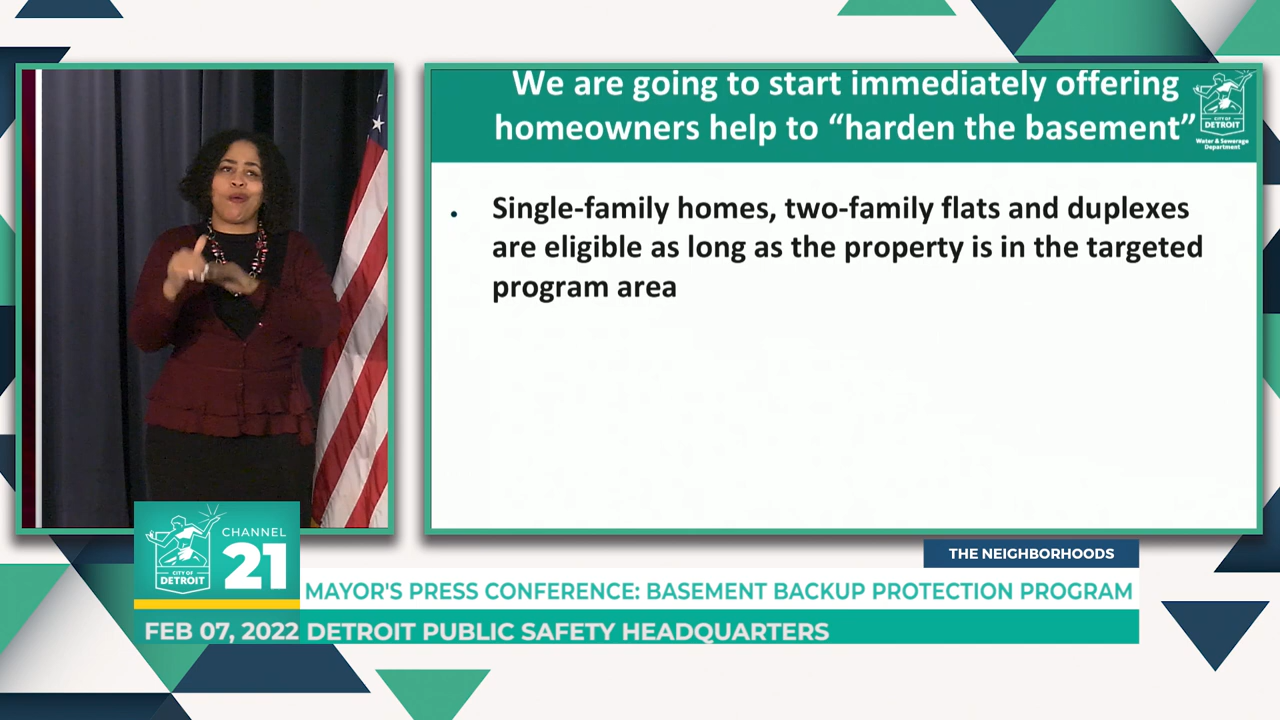 We are going to start immediately offering
homeowners help to “harden the basement”
CITY OF
DETROIT
Water & Sewerage
Department
• Single-family homes, two-family flats and duplexes
are eligible as long as the property is in the targeted
program area
CITY OF
DETROIT
CHANNEL
21
THE NEIGHBORHOODS
MAYOR'S PRESS CONFERENCE: BASEMENT BACKUP PROTECTION PROGRAM
FEB 07, 2022 DETROIT PUBLIC SAFETY HEADQUARTERS